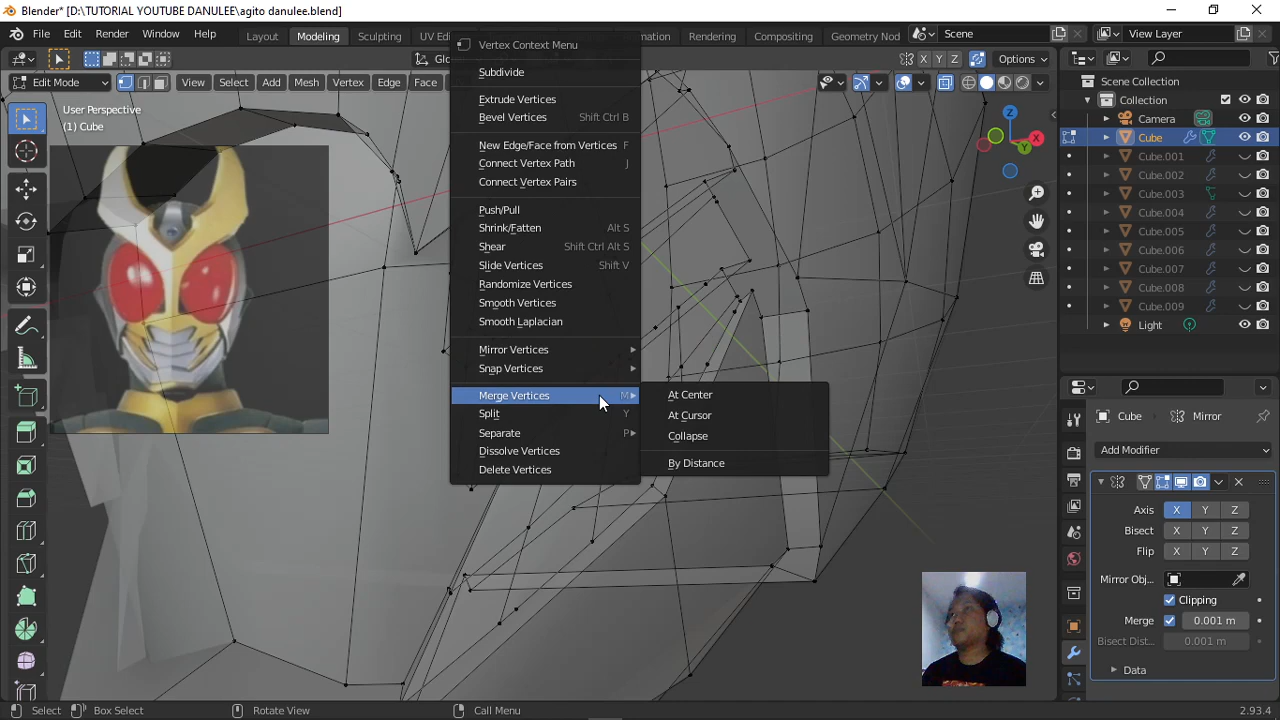 Blender* [D:\TUTORIAL YOUTUBE DANULEE\agito danulee.blend]
File Edit Render Window Help
Layout Modeling Sculpting UV Edi mation Rendering Compositing Geometry Nod
Scene View Layer
Glo X Y Z Options
Edit Mode View Select Add Mesh Vertex Edge Face
User Perspective
(1) Cube
Vertex Context Menu
Subdivide
Extrude Vertices
Bevel Vertices Shift Ctrl B
New Edge/Face from Vertices F
Connect Vertex Path J
Connect Vertex Pairs
Push/Pull
Shrink/Fatten Alt S
Shear Shift Ctrl Alt S
Slide Vertices Shift V
Randomize Vertices
Smooth Vertices
Smooth Laplacian
Mirror Vertices
Snap Vertices
Merge Vertices M
Split Y
Separate P
Dissolve Vertices
Delete Vertices
At Center
At Cursor
Collapse
By Distance
Z
X
Y
Scene Collection
Collection
Camera
Cube
Cube.001
Cube.002
Cube.003
Cube.004
Cube.005
Cube.006
Cube.007
Cube.008
Cube.009
Light
Cube Mirror
Add Modifier
Axis X Y Z
Bisect X Y Z
Flip X Y Z
Mirror Obj...
Clipping
Merge 0.001 m
Bisect Dist... 0.001 m
Data
Select Box Select Rotate View Call Menu 2.93.4